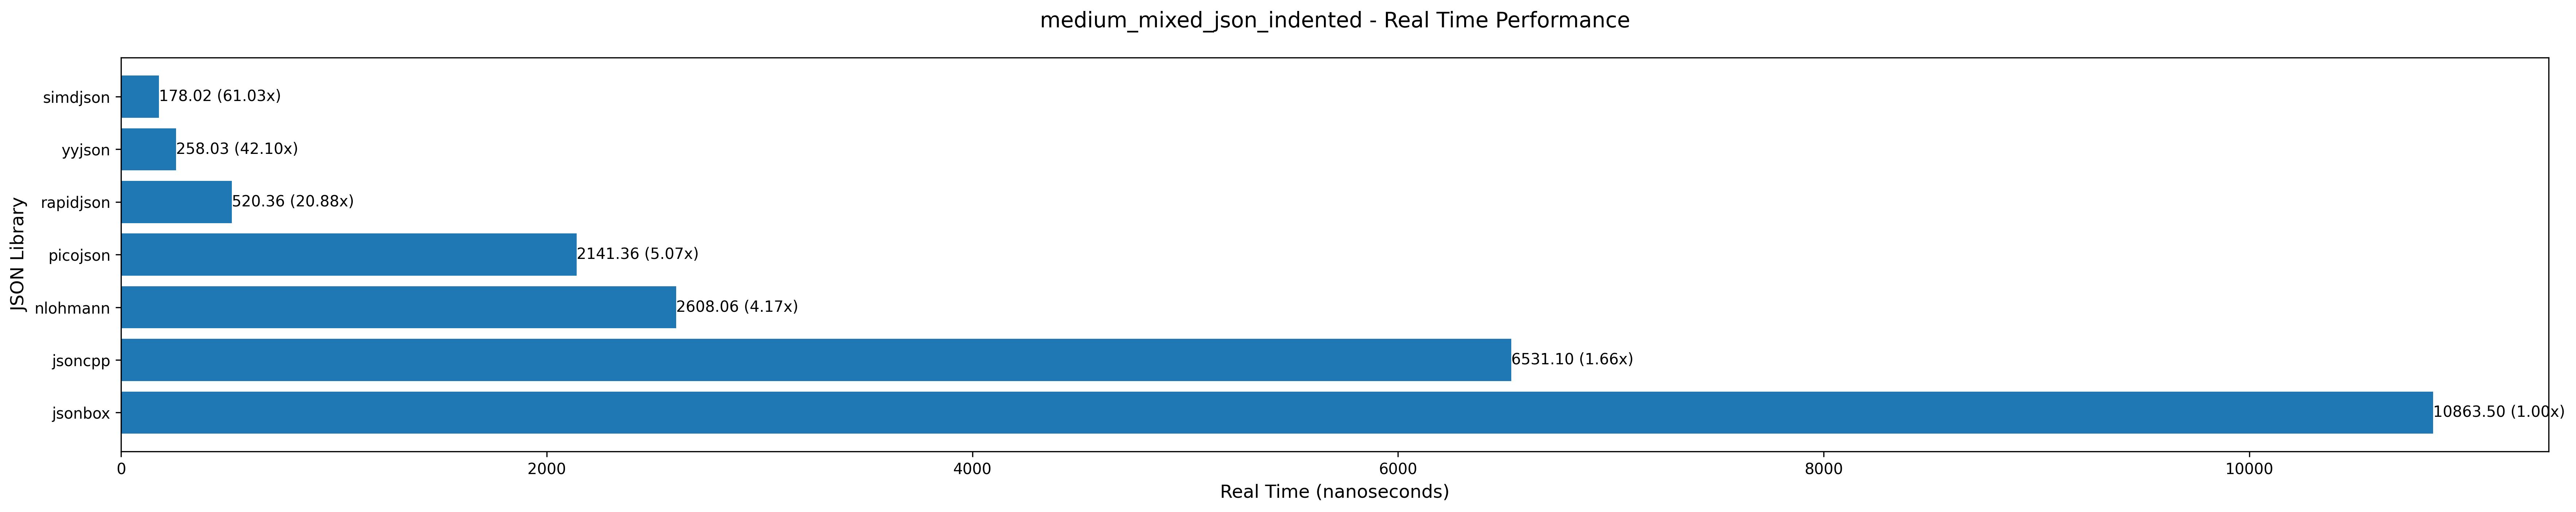 medium_mixed_json_indented - Real Time Performance
JSON Library
simdjson 178.02 (61.03x)
yyjson 258.03 (42.10x)
rapidjson 520.36 (20.88x)
picojson 2141.36 (5.07x)
nlohmann 2608.06 (4.17x)
jsoncpp 6531.10 (1.66x)
jsonbox 10863.50 (1.00x)
0 2000 4000 6000 8000 10000
Real Time (nanoseconds)